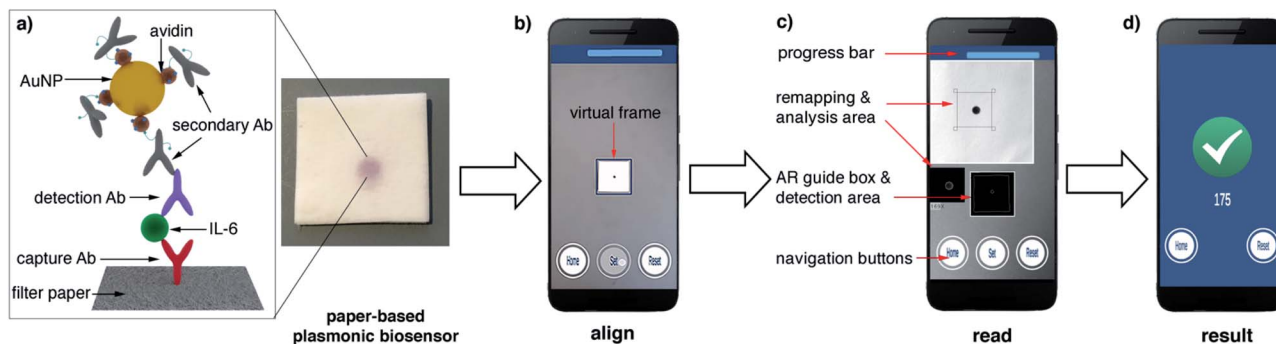 a)
avidin
AuNP
secondary Ab
detection Ab
IL-6
capture Ab
filter paper
paper-based
plasmonic biosensor
b)
virtual frame
Home
Set
Reset
align
c)
progress bar
remapping &
analysis area
AR guide box &
detection area
navigation buttons
Home
Set
Reset
read
d)
175
Home
Reset
result